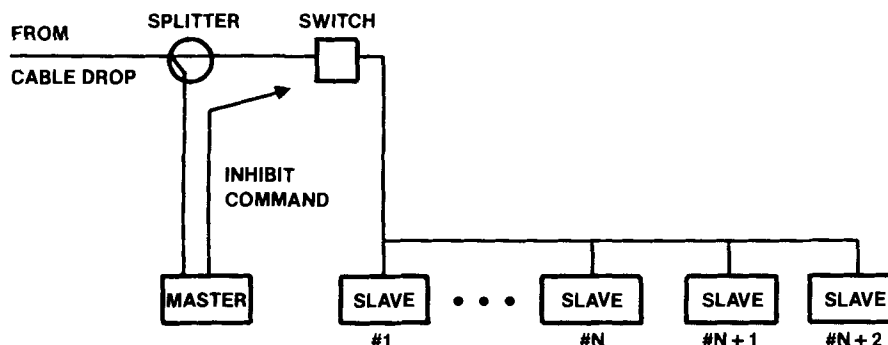 FROM
CABLE DROP
SPLITTER
SWITCH
INHIBIT
COMMAND
MASTER
SLAVE
#1
SLAVE
#N
SLAVE
#N + 1
SLAVE
#N + 2